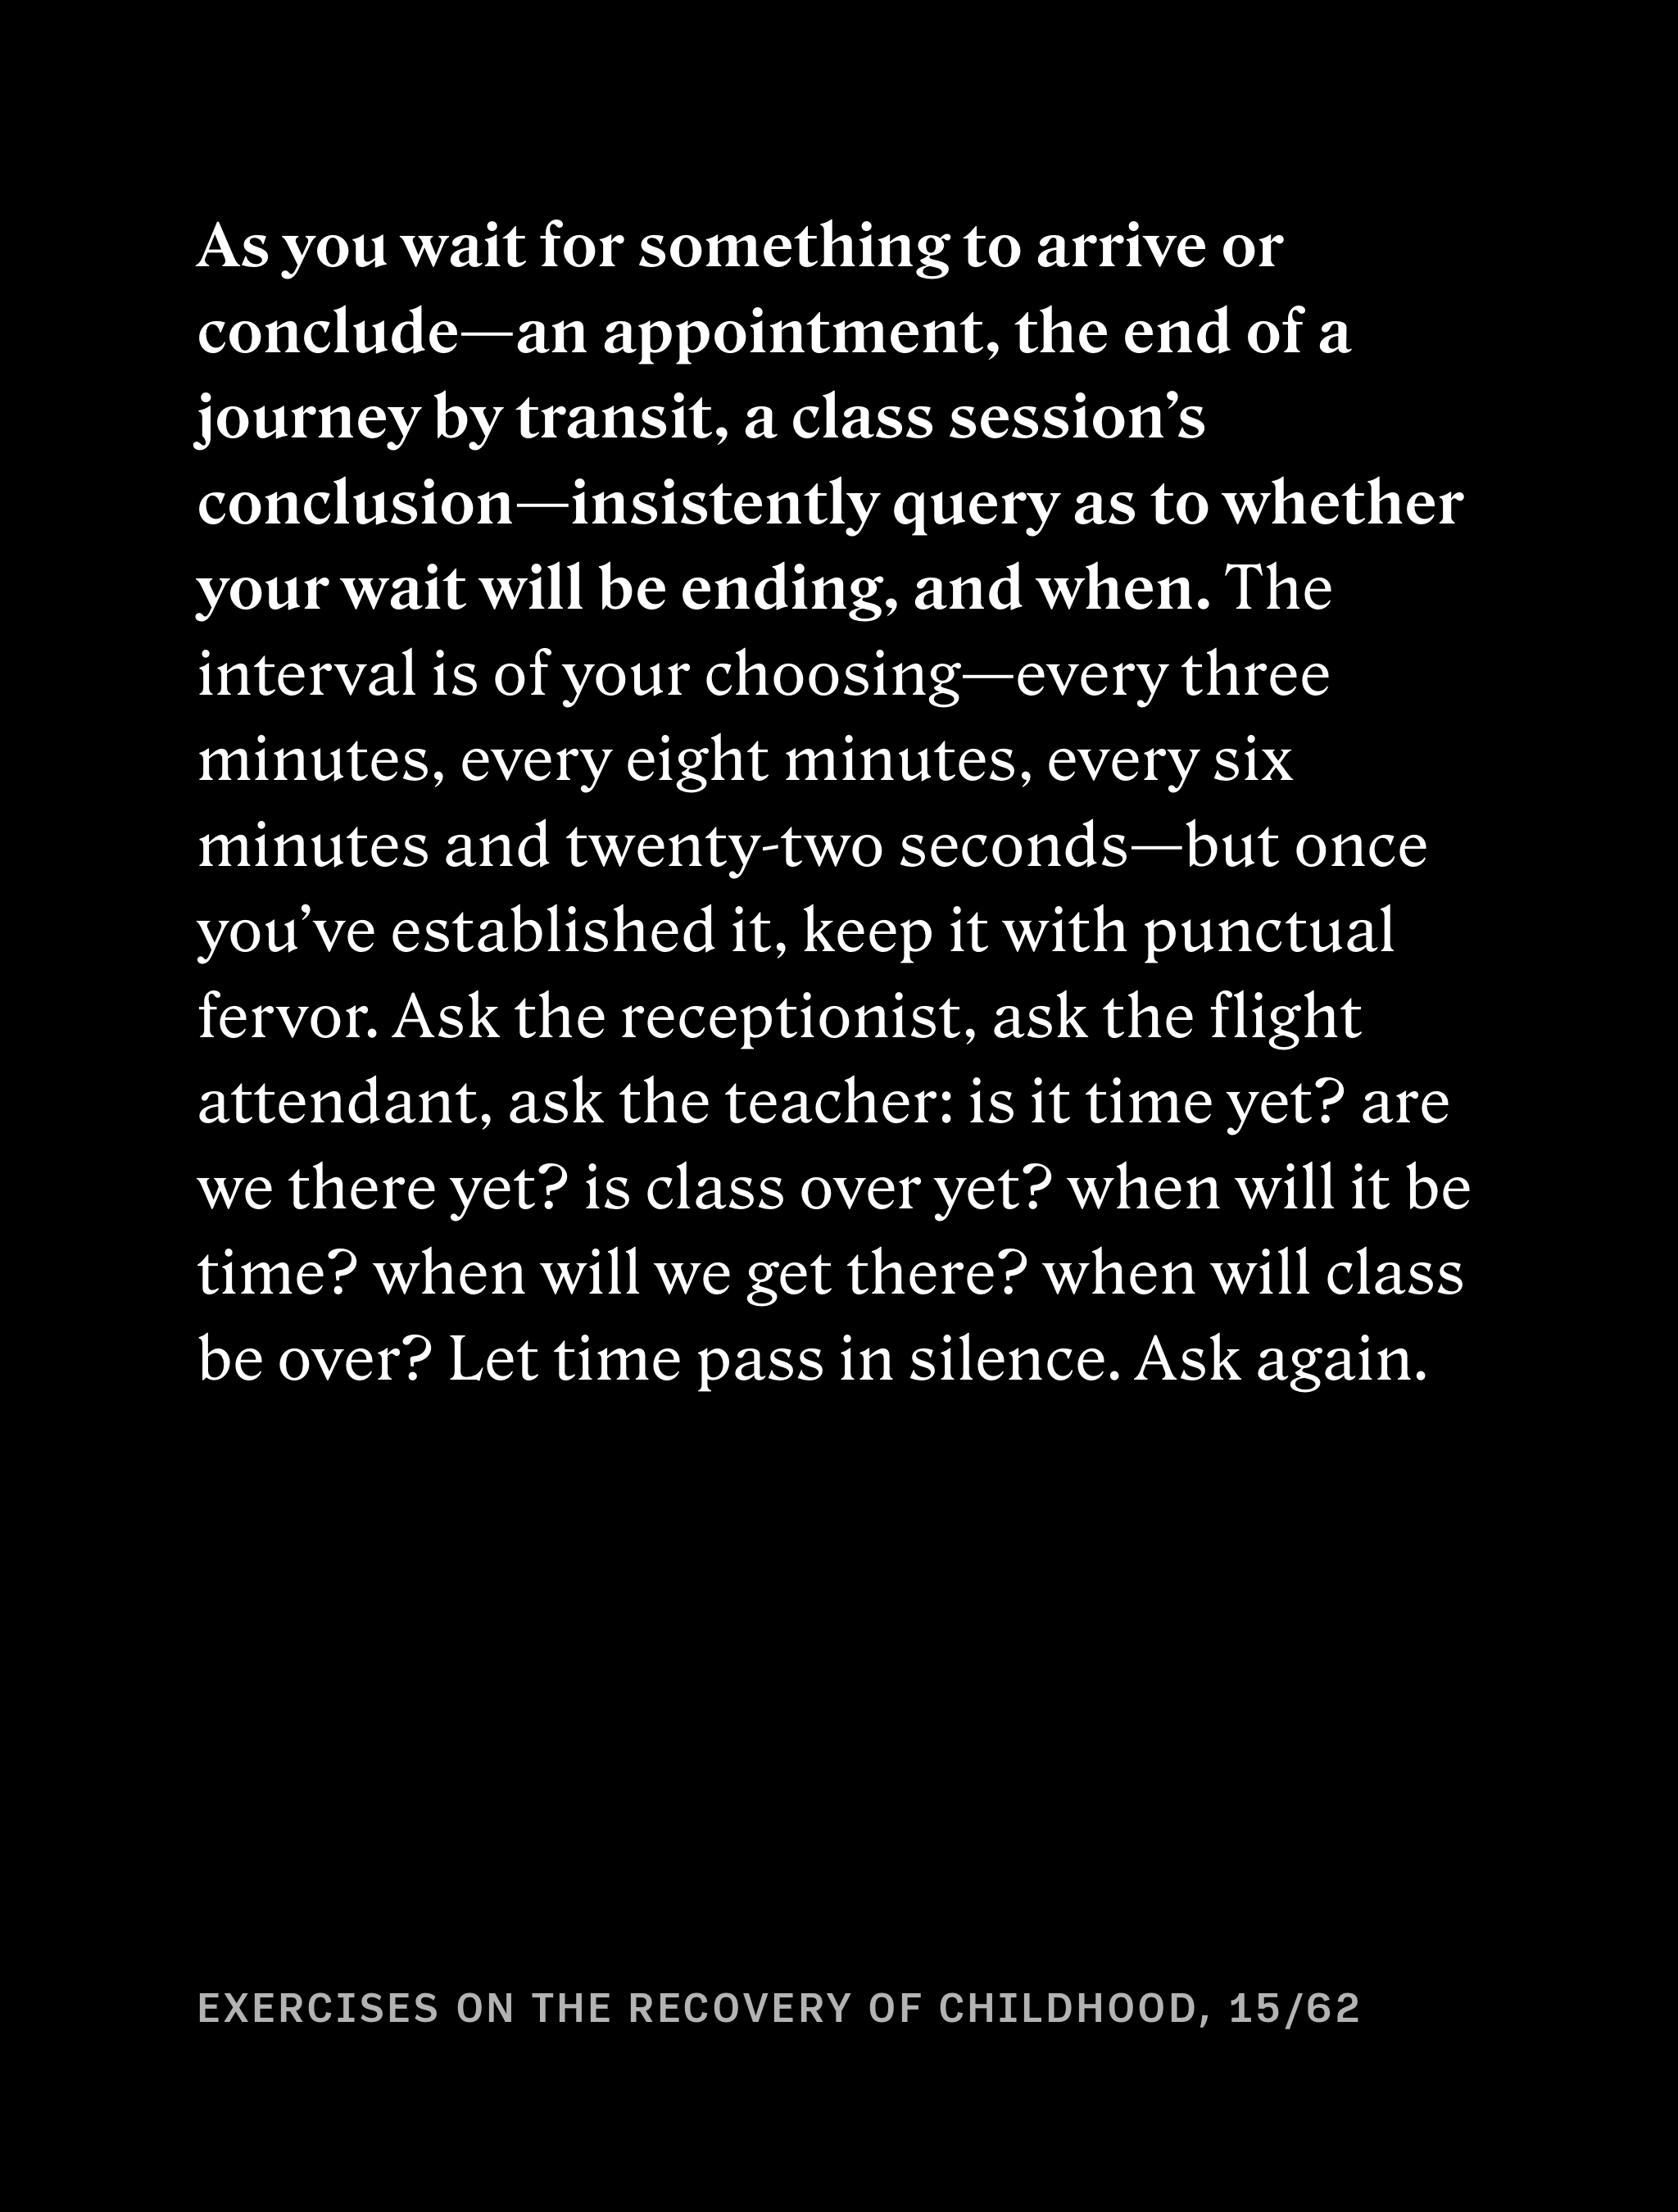 As you wait for something to arrive or
conclude—an appointment, the end of a
journey by transit, a class session’s
conclusion—insistently query as to whether
your wait will be ending, and when. The
interval is of your choosing—every three
minutes, every eight minutes, every six
minutes and twenty-two seconds—but once
you’ve established it, keep it with punctual
fervor. Ask the receptionist, ask the flight
attendant, ask the teacher: is it time yet? are
we there yet? is class over yet? when will it be
time? when will we get there? when will class
be over? Let time pass in silence. Ask again.
EXERCISES ON THE RECOVERY OF CHILDHOOD, 15/62